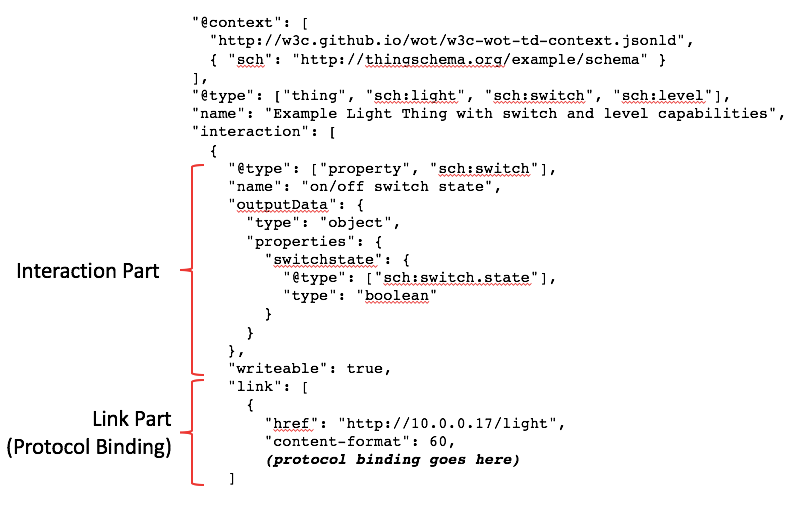 "@context": [
"http://w3c.github.io/wot/w3c-wot-td-context.jsonld",
{ "sch": "http://thingschema.org/example/schema" }
],
"@type": ["thing", "sch:light", "sch:switch", "sch:level"],
"name": "Example Light Thing with switch and level capabilities",
"interaction": [
{
"@type": ["property", "sch:switch"],
"name": "on/off switch state",
"outputData": {
"type": "object",
"properties": {
"switchstate": {
"@type": ["sch:switch.state"],
"type": "boolean"
}
}
},
"writeable": true,
"link": [
{
"href": "http://10.0.0.17/light",
"content-format": 60,
(protocol binding goes here)
]
Interaction Part
Link Part
(Protocol Binding)